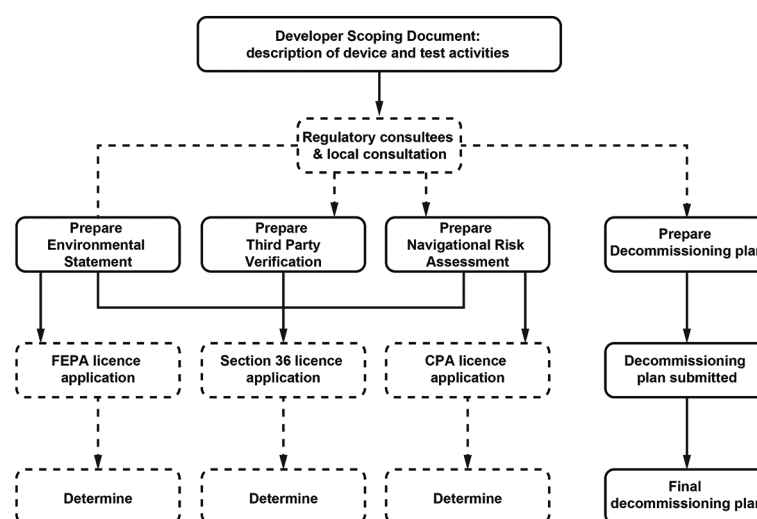 Developer Scoping Document:
description of device and test activities
Regulatory consultees
& local consultation
Prepare
Environmental
Statement
Prepare
Third Party
Verification
Prepare
Navigational Risk
Assessment
Prepare
Decommissioning plan
FEPA licence
application
Section 36 licence
application
CPA licence
application
Decommissioning
plan submitted
Determine
Determine
Determine
Final
decommissioning plan